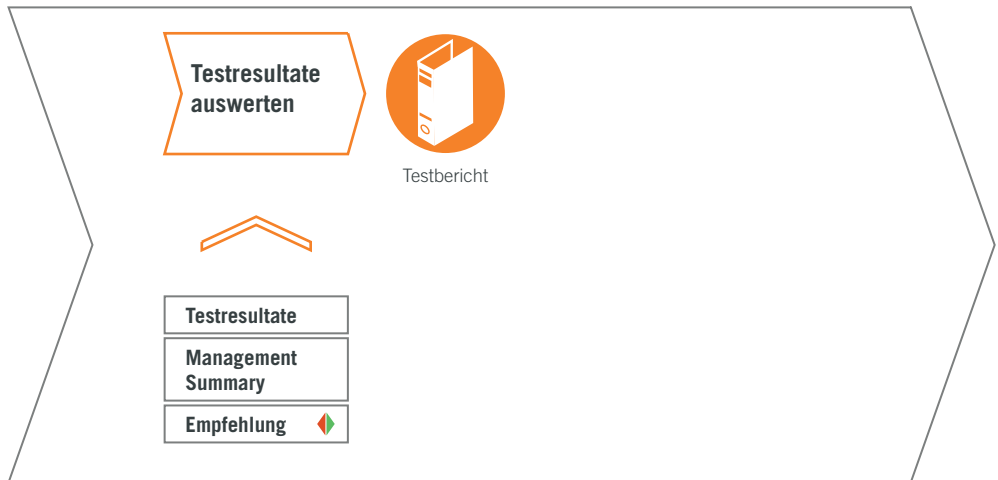 Testresultate
auswerten
Testbericht
Testresultate
Management
Summary
Empfehlung